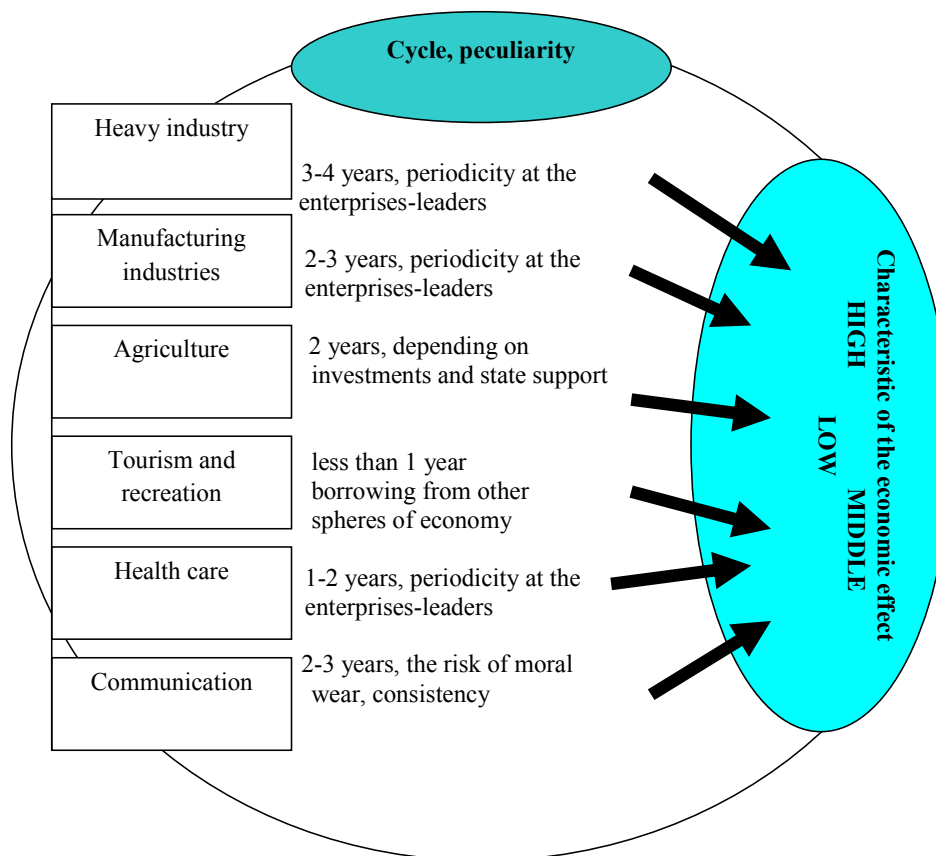 Cycle, peculiarity
Heavy industry
3-4 years, periodicity at the
enterprises-leaders
Manufacturing
industries
2-3 years, periodicity at the
enterprises-leaders
Agriculture
2 years, depending on
investments and state support
Tourism and
recreation
less than 1 year
borrowing from other
spheres of economy
Health care
1-2 years, periodicity at the
enterprises-leaders
Communication
2-3 years, the risk of moral
wear, consistency
Characteristic of the economic effect
HIGH
MIDDLE
LOW